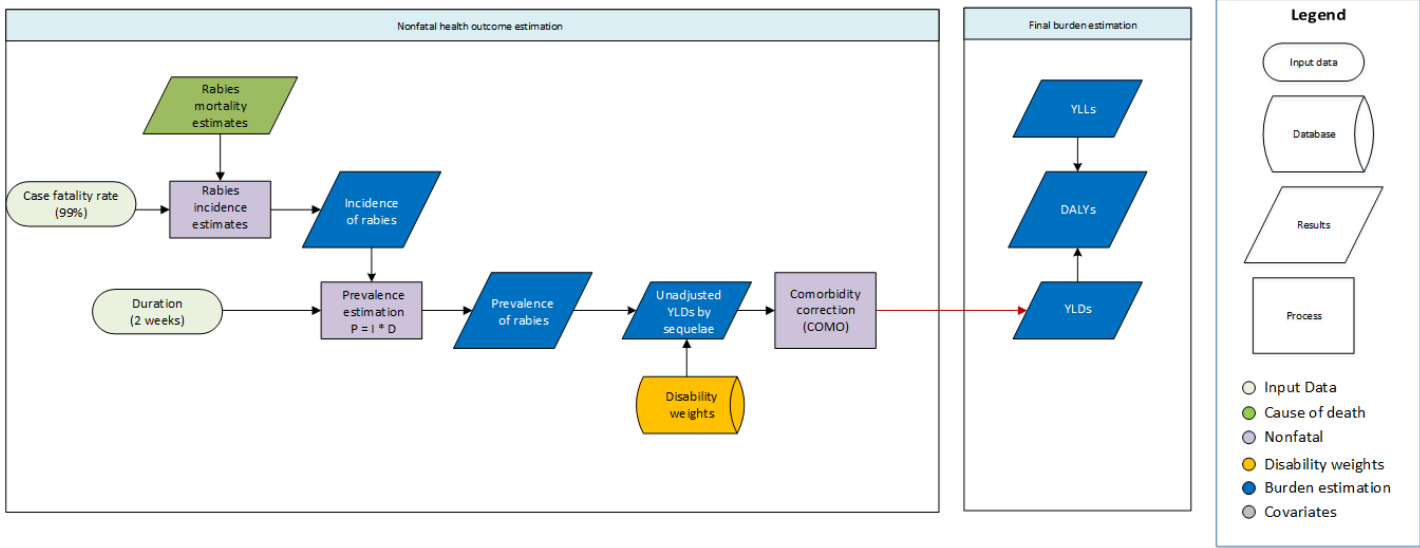 Nonfatal health outcome estimation
Rabies
mortality
estimates
Case fatality rate
(99%)
Rabies
incidence
estimates
Incidence
of rabies
Duration
(2 weeks)
Prevalence
estimation
P = I * D
Prevalence
of rabies
Unadjusted
YLDs by
sequelae
Comorbidity
correction
(COMO)
Disability
weights
Final burden estimation
YLLs
DALYs
YLDs
Legend
Input data
Database
Results
Process
Input Data
Cause of death
Nonfatal
Disability weights
Burden estimation
Covariates